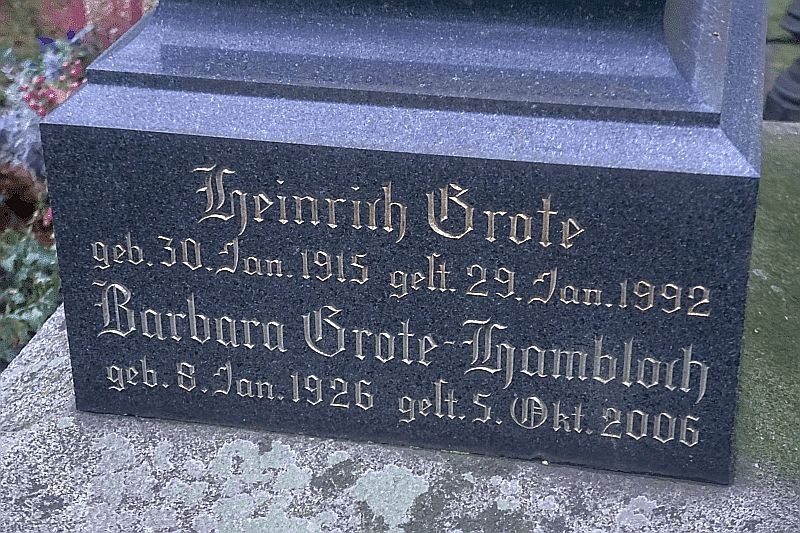 Heinrich Grote
geb. 30. Jan. 1915 gest. 29. Jan. 1992
Barbara Grote-Hambloch
geb. 8. Jan. 1926 gest. 5. Okt. 2006